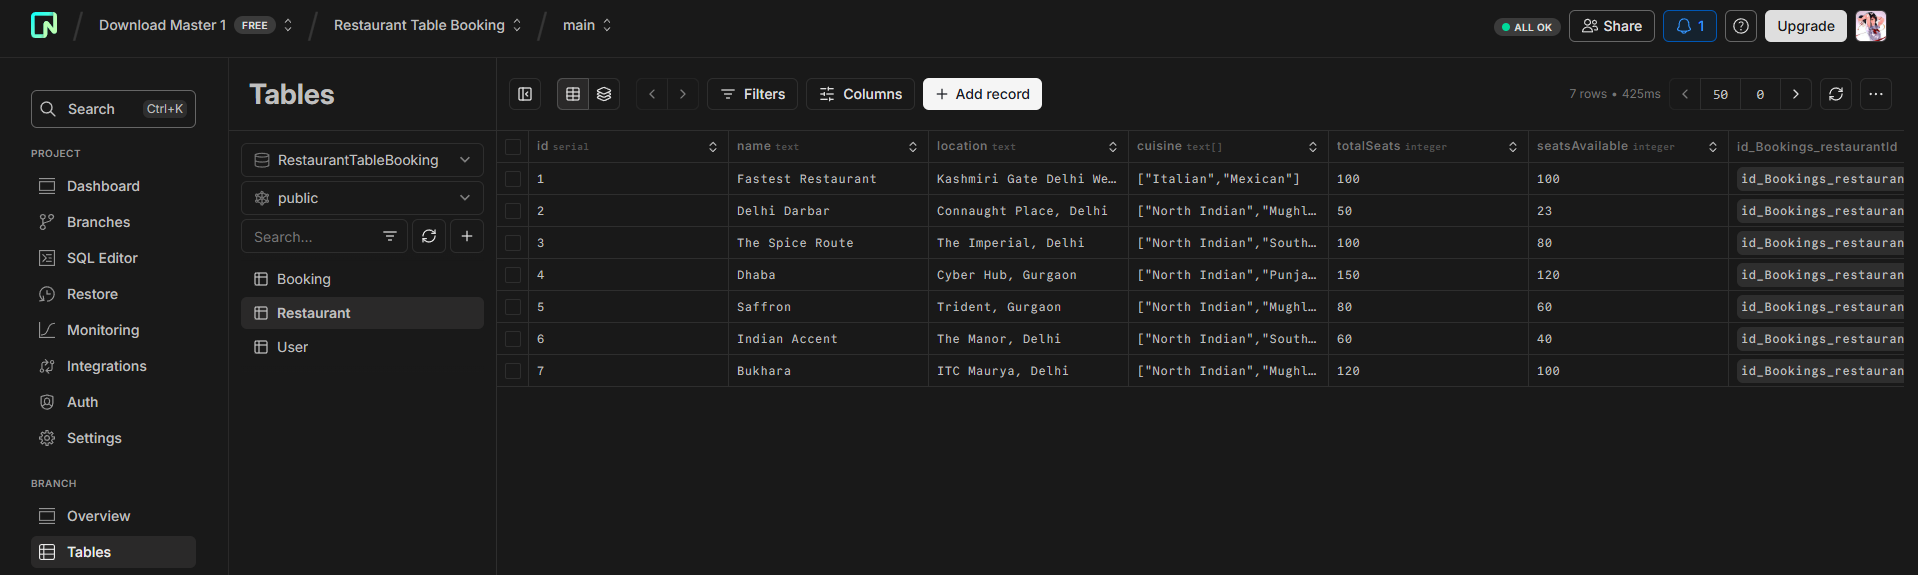 Download Master 1 FREE Restaurant Table Booking main ALL OK Share 1 Upgrade
Search Ctrl+K
PROJECT
Dashboard
Branches
SQL Editor
Restore
Monitoring
Integrations
Auth
Settings
BRANCH
Overview
Tables
Tables
RestaurantTableBooking
public
Search...
Booking
Restaurant
User
Filters Columns Add record 7 rows • 425ms 50 0
id serial name text location text cuisine text[] totalSeats integer seatsAvailable integer id_Bookings_restaurantId
1 Fastest Restaurant Kashmiri Gate Delhi We… ["Italian","Mexican"] 100 100 id_Bookings_restauran
2 Delhi Darbar Connaught Place, Delhi ["North Indian","Mughl… 50 23 id_Bookings_restauran
3 The Spice Route The Imperial, Delhi ["North Indian","South… 100 80 id_Bookings_restauran
4 Dhaba Cyber Hub, Gurgaon ["North Indian","Punja… 150 120 id_Bookings_restauran
5 Saffron Trident, Gurgaon ["North Indian","Mughl… 80 60 id_Bookings_restauran
6 Indian Accent The Manor, Delhi ["North Indian","South… 60 40 id_Bookings_restauran
7 Bukhara ITC Maurya, Delhi ["North Indian","Mughl… 120 100 id_Bookings_restauran